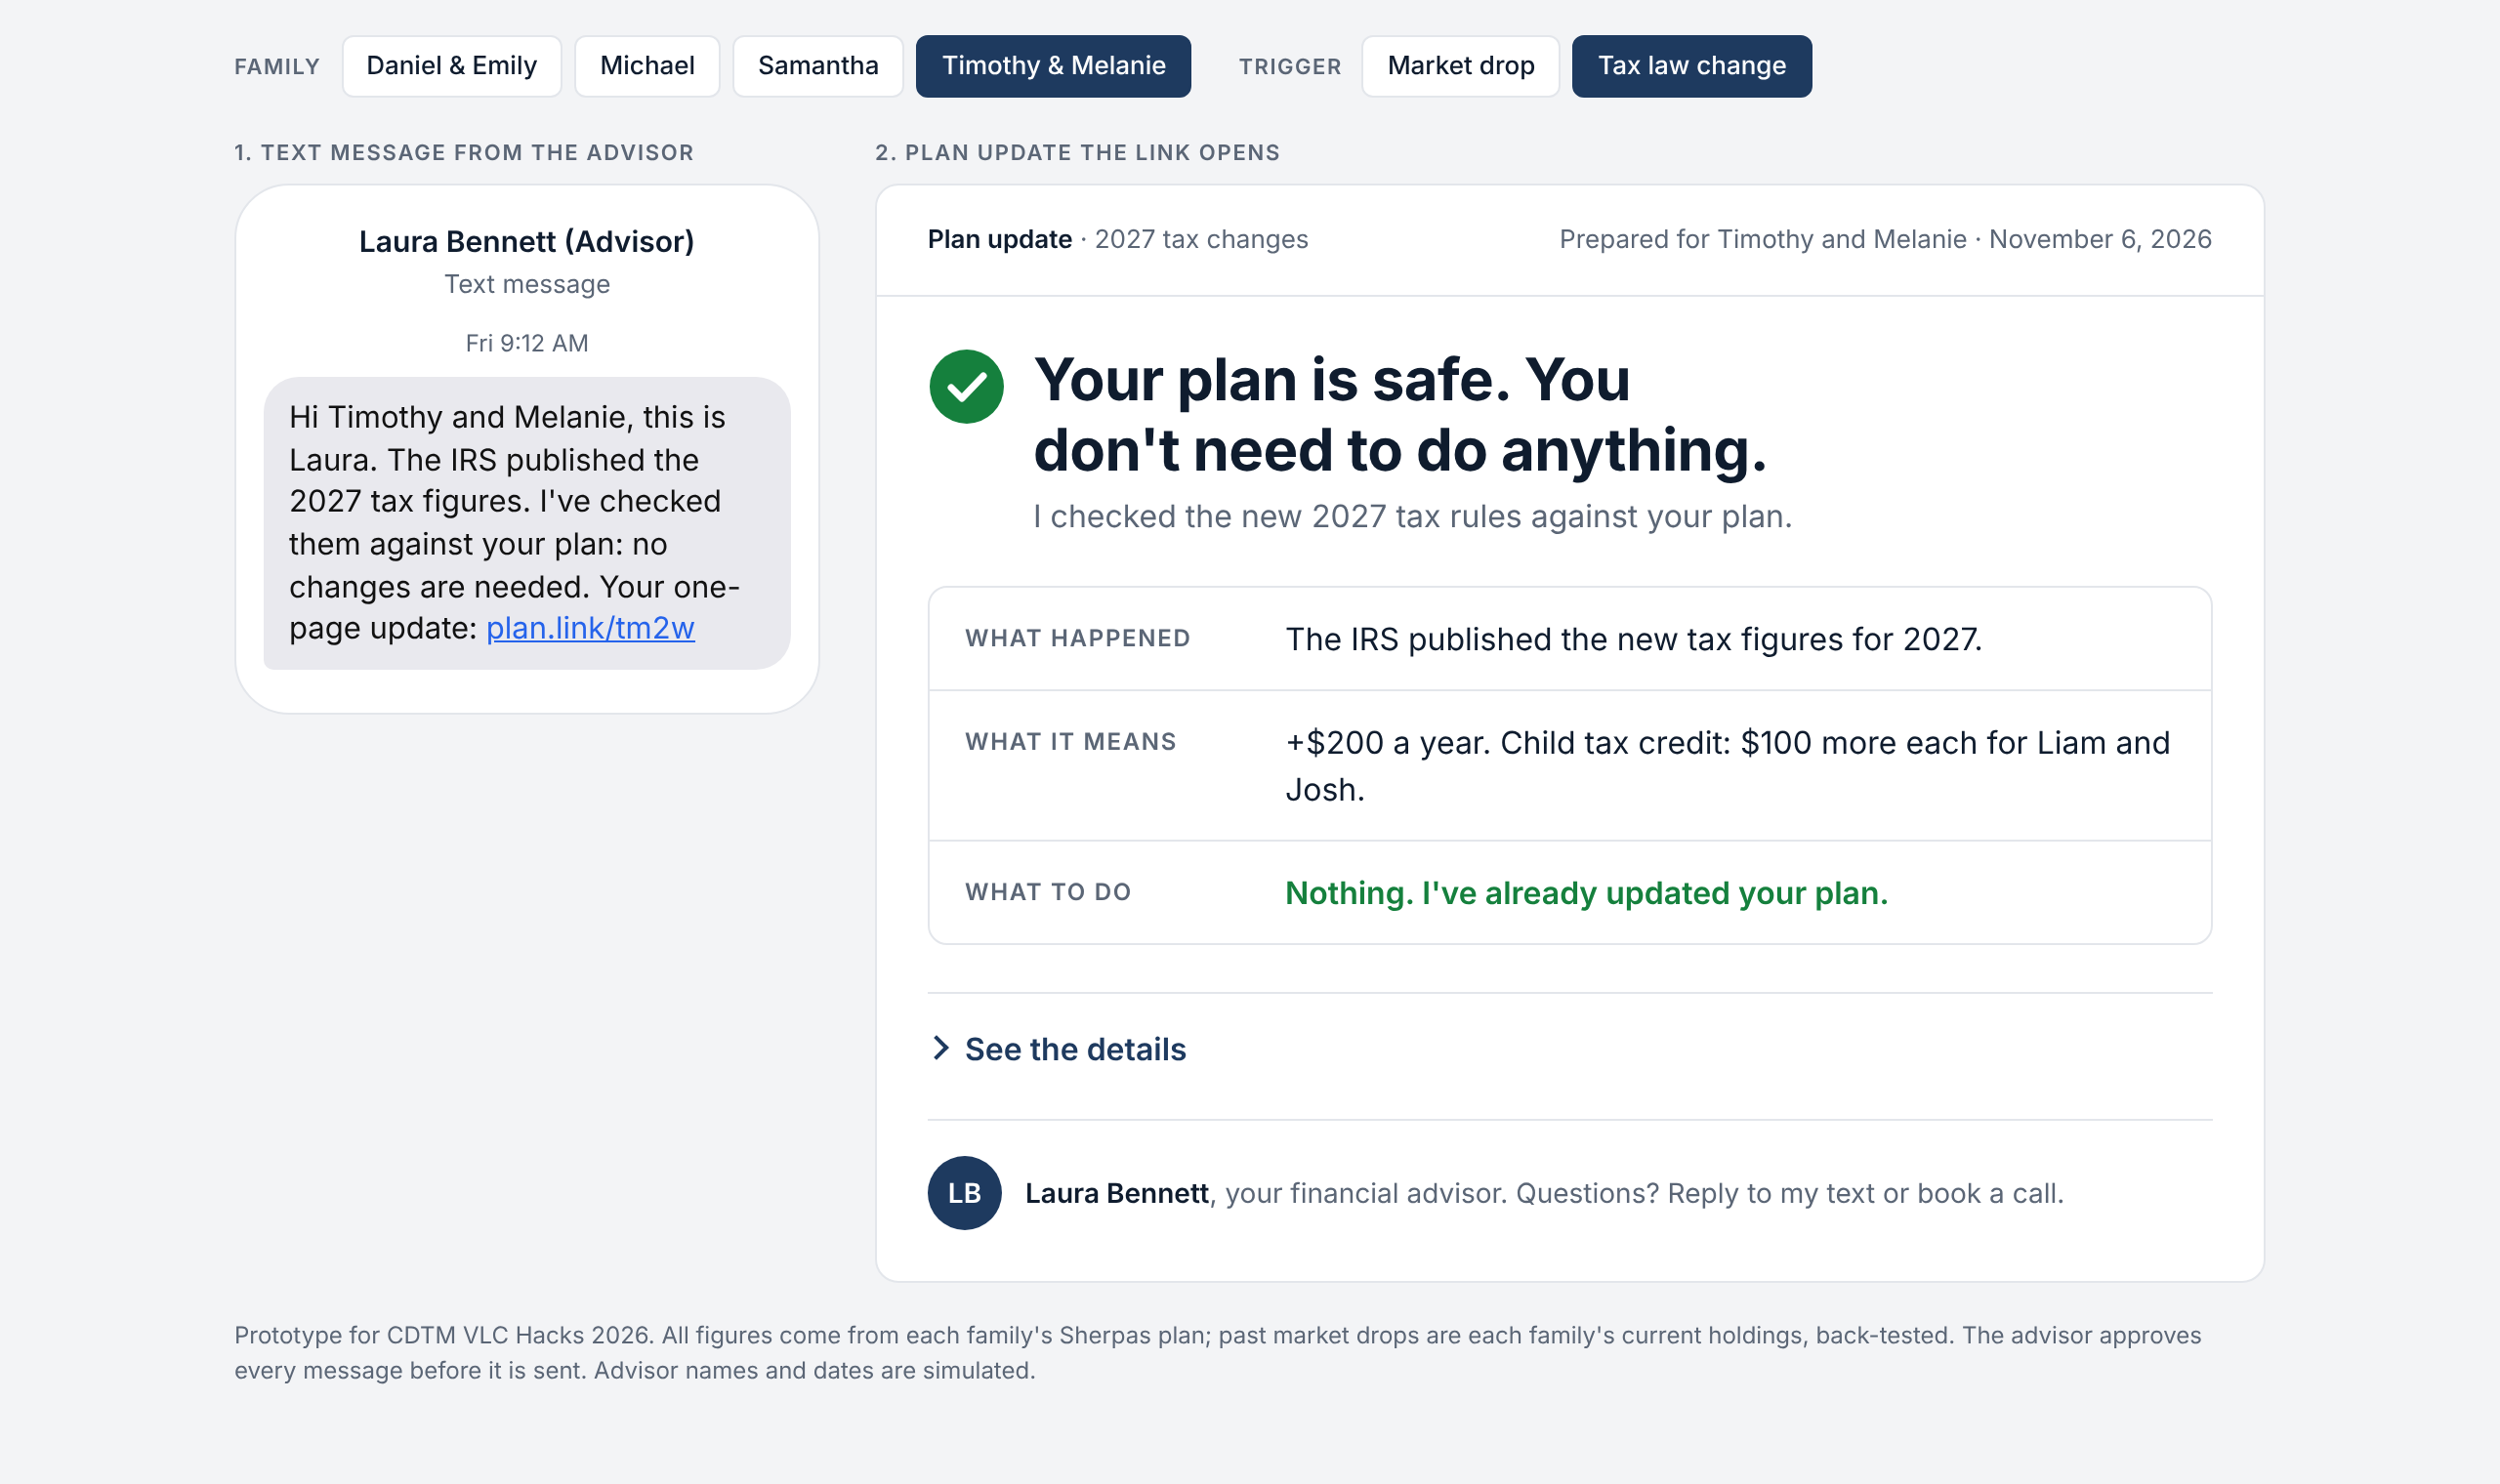 FAMILY Daniel & Emily Michael Samantha Timothy & Melanie TRIGGER Market drop Tax law change
1. TEXT MESSAGE FROM THE ADVISOR
Laura Bennett (Advisor)
Text message
Fri 9:12 AM
Hi Timothy and Melanie, this is
Laura. The IRS published the
2027 tax figures. I've checked
them against your plan: no
changes are needed. Your one-
page update: plan.link/tm2w
2. PLAN UPDATE THE LINK OPENS
Plan update · 2027 tax changes Prepared for Timothy and Melanie · November 6, 2026
Your plan is safe. You
don't need to do anything.
I checked the new 2027 tax rules against your plan.
WHAT HAPPENED The IRS published the new tax figures for 2027.
WHAT IT MEANS +$200 a year. Child tax credit: $100 more each for Liam and
Josh.
WHAT TO DO Nothing. I've already updated your plan.
See the details
LB Laura Bennett, your financial advisor. Questions? Reply to my text or book a call.
Prototype for CDTM VLC Hacks 2026. All figures come from each family's Sherpas plan; past market drops are each family's current holdings, back-tested. The advisor approves
every message before it is sent. Advisor names and dates are simulated.